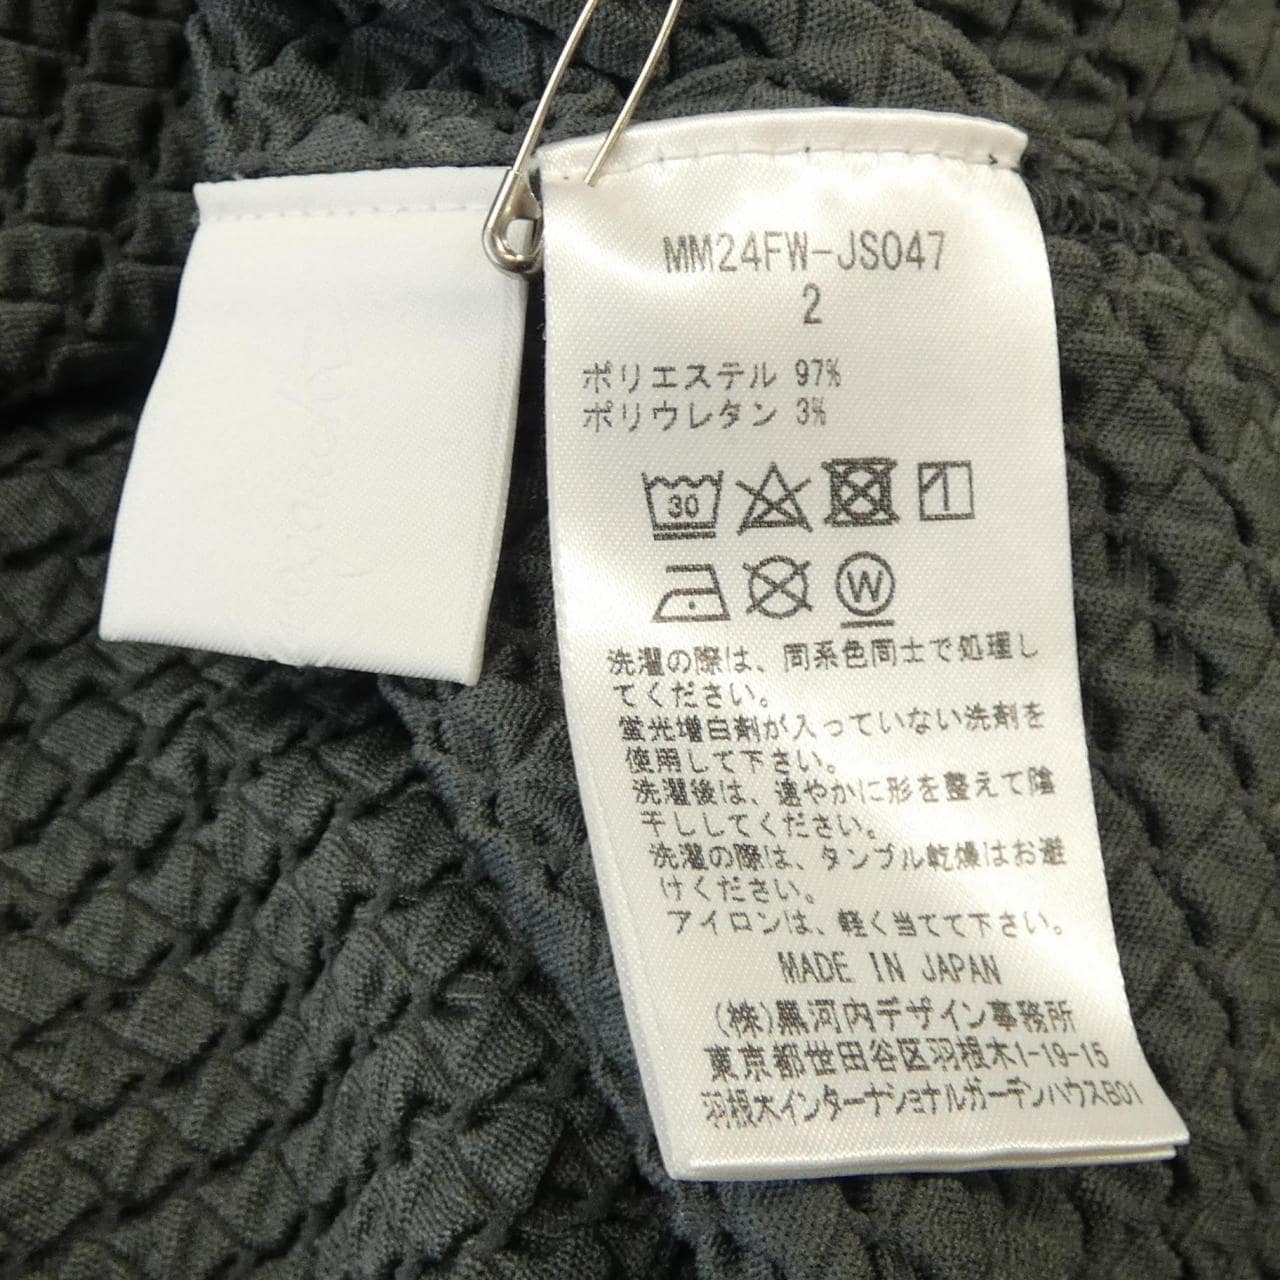 MM24FW-JS047
2
ポリエステル 97%
ポリウレタン 3%
30
W
洗濯の際は、同系色同士で処理し
てください。
蛍光増白剤が入っていない洗剤を
使用して下さい。
洗濯後は、速やかに形を整えて陰
干ししてください。
洗濯の際は、タンブル乾燥はお避
けください。
アイロンは、軽く当てて下さい。
MADE IN JAPAN
(株)黒河内デザイン事務所
東京都世田谷区羽根木1-19-15
羽根木インターナショナルガーデンハウスB01